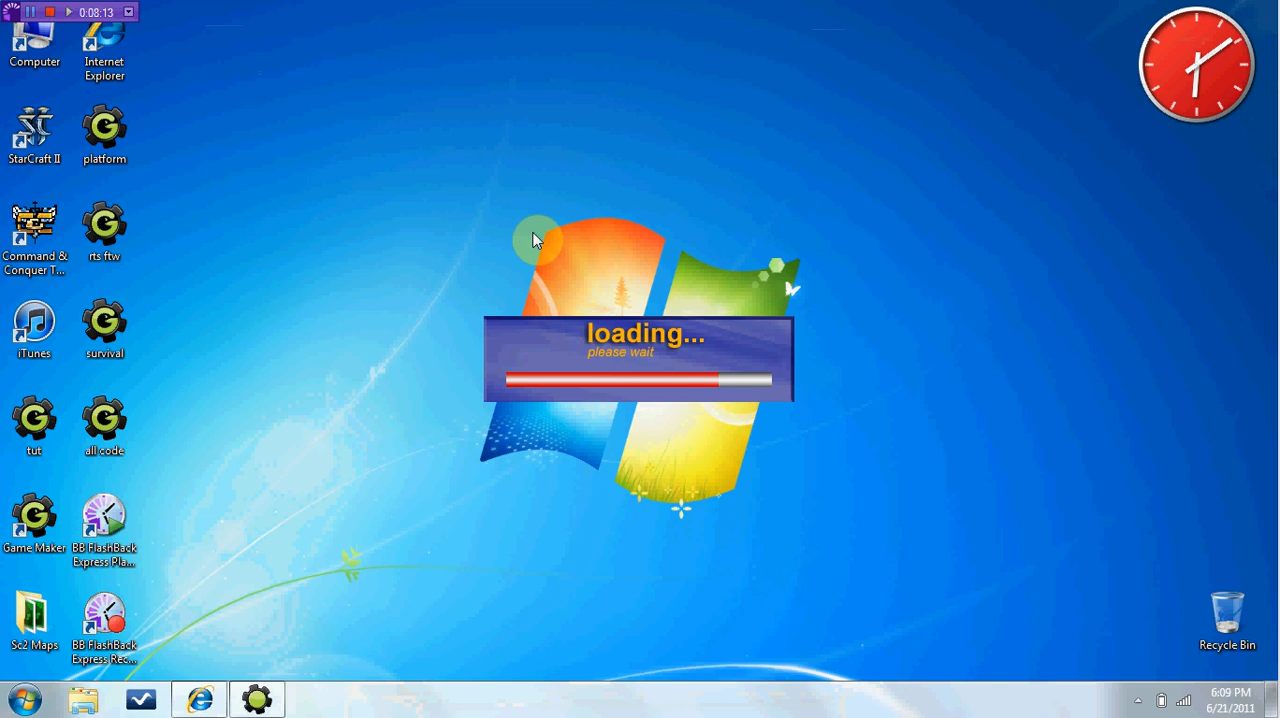 0:08:13
Computer
Internet
Explorer
StarCraft II
platform
Command &
Conquer T...
rts ftw
iTunes
survival
tut
all code
Game Maker
BB FlashBack
Express Pla...
Sc2 Maps
BB FlashBack
Express Rec...
loading...
please wait
Recycle Bin
6:09 PM
6/21/2011